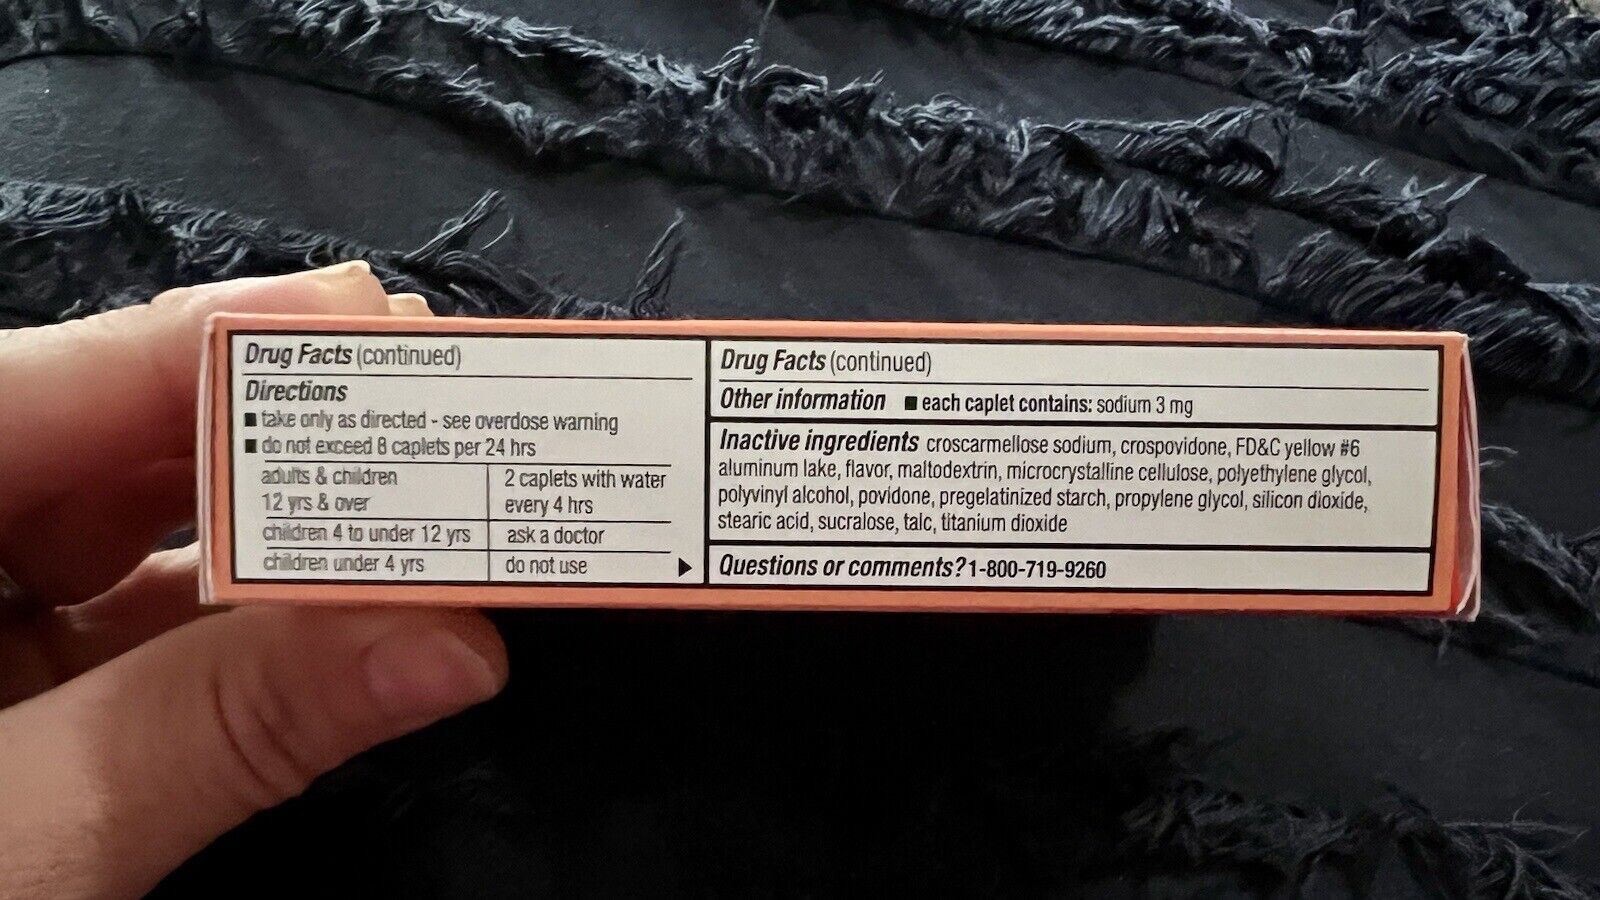 Drug Facts (continued)
Directions
■ take only as directed - see overdose warning
■ do not exceed 8 caplets per 24 hrs
adults & children 12 yrs & over
2 caplets with water every 4 hrs
children 4 to under 12 yrs
ask a doctor
children under 4 yrs
do not use
Drug Facts (continued)
Other information ■ each caplet contains: sodium 3 mg
Inactive ingredients croscarmellose sodium, crospovidone, FD&C yellow #6
aluminum lake, flavor, maltodextrin, microcrystalline cellulose, polyethylene glycol,
polyvinyl alcohol, povidone, pregelatinized starch, propylene glycol, silicon dioxide,
stearic acid, sucralose, talc, titanium dioxide
Questions or comments? 1-800-719-9260